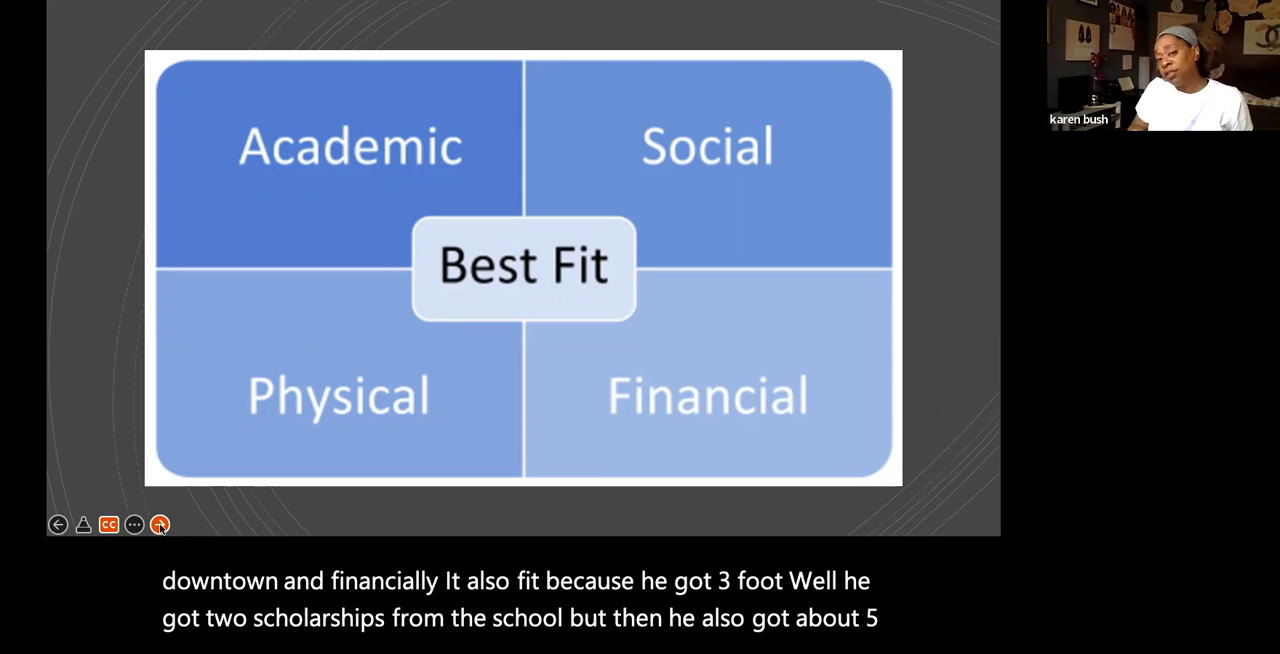 Academic
Social
karen bush
Best Fit
Physical
Financial
CC
downtown and financially It also fit because he got 3 foot Well he
got two scholarships from the school but then he also got about 5